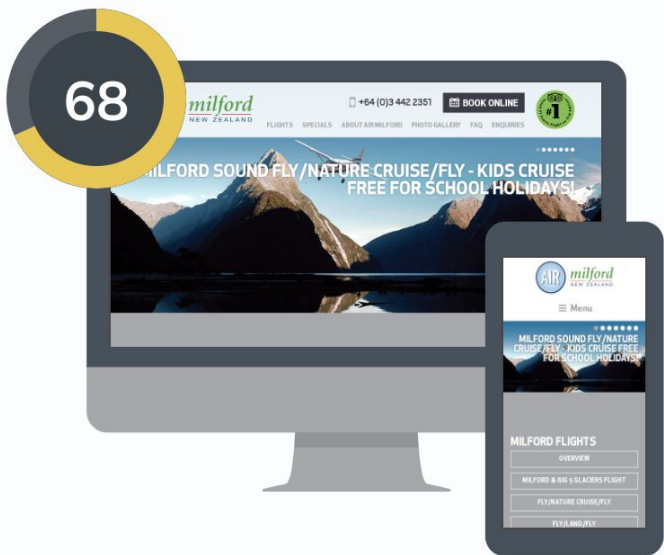 68
milford
NEW ZEALAND
+64 (0)3 442 2351
BOOK ONLINE
#1
FLIGHTS SPECIALS ABOUT AIR MILFORD PHOTO GALLERY FAQ ENQUIRIES
MILFORD SOUND FLY/NATURE CRUISE/FLY - KIDS CRUISE
FREE FOR SCHOOL HOLIDAYS!
AIR milford
NEW ZEALAND
Menu
MILFORD SOUND FLY/NATURE
CRUISE/FLY - KIDS CRUISE FREE
FOR SCHOOL HOLIDAYS!
MILFORD FLIGHTS
OVERVIEW
MILFORD & BIG 5 GLACIERS FLIGHT
FLY/NATURE CRUISE/FLY
FLY/LAND/FLY